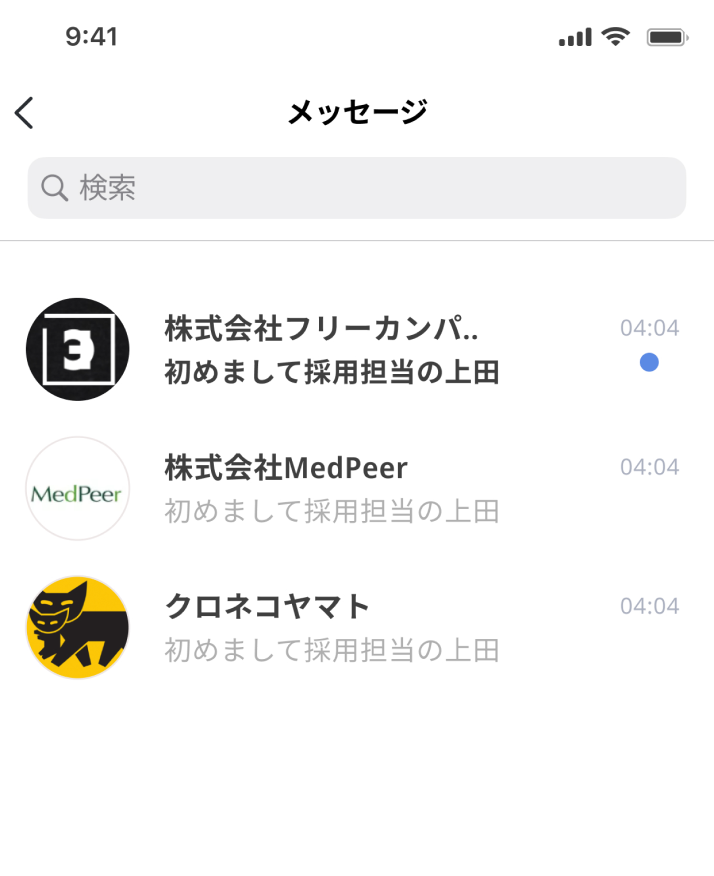 9:41
メッセージ
検索
株式会社フリーカンパ..
04:04
初めまして採用担当の上田
3
株式会社MedPeer
04:04
MedPeer
初めまして採用担当の上田
クロネコヤマト
04:04
初めまして採用担当の上田